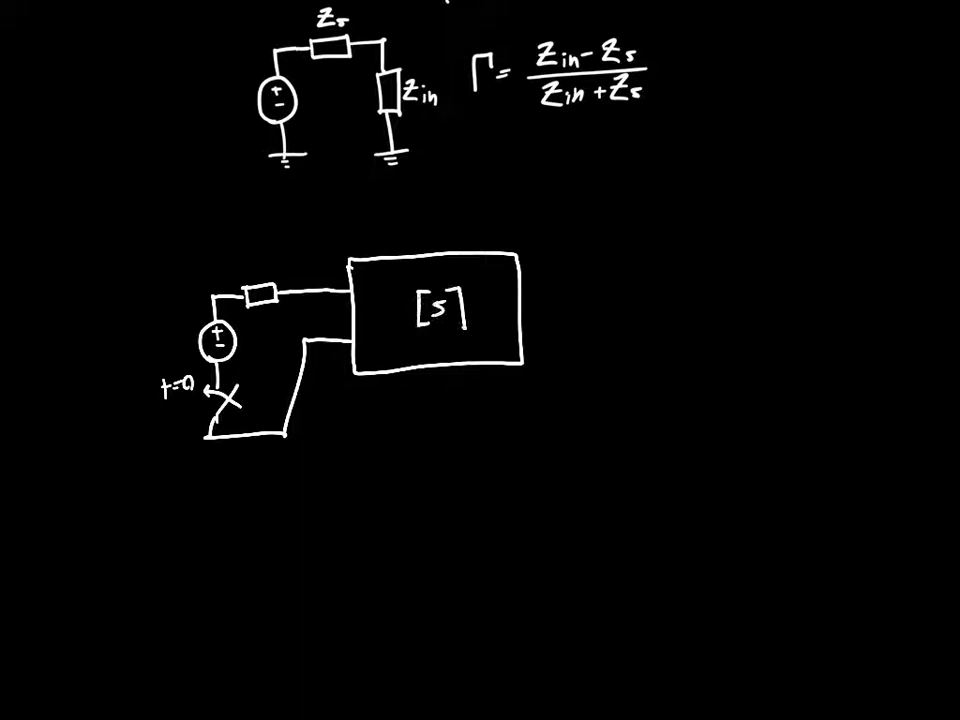 Zs
Zin
Γ = Zin - Zs / Zin + Zs
+
-
[S]
+
-
t=0